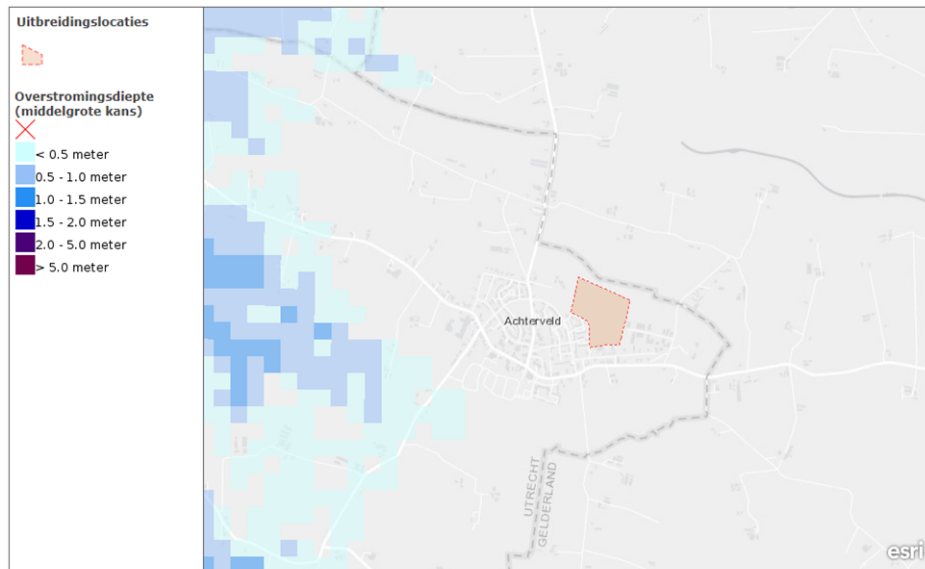 Uitbreidingslocaties
Overstromingsdiepte
(middelgrote kans)
< 0.5 meter
0.5 - 1.0 meter
1.0 - 1.5 meter
1.5 - 2.0 meter
2.0 - 5.0 meter
> 5.0 meter
Achterveld
UTRECHT
GELDERLAND
esri